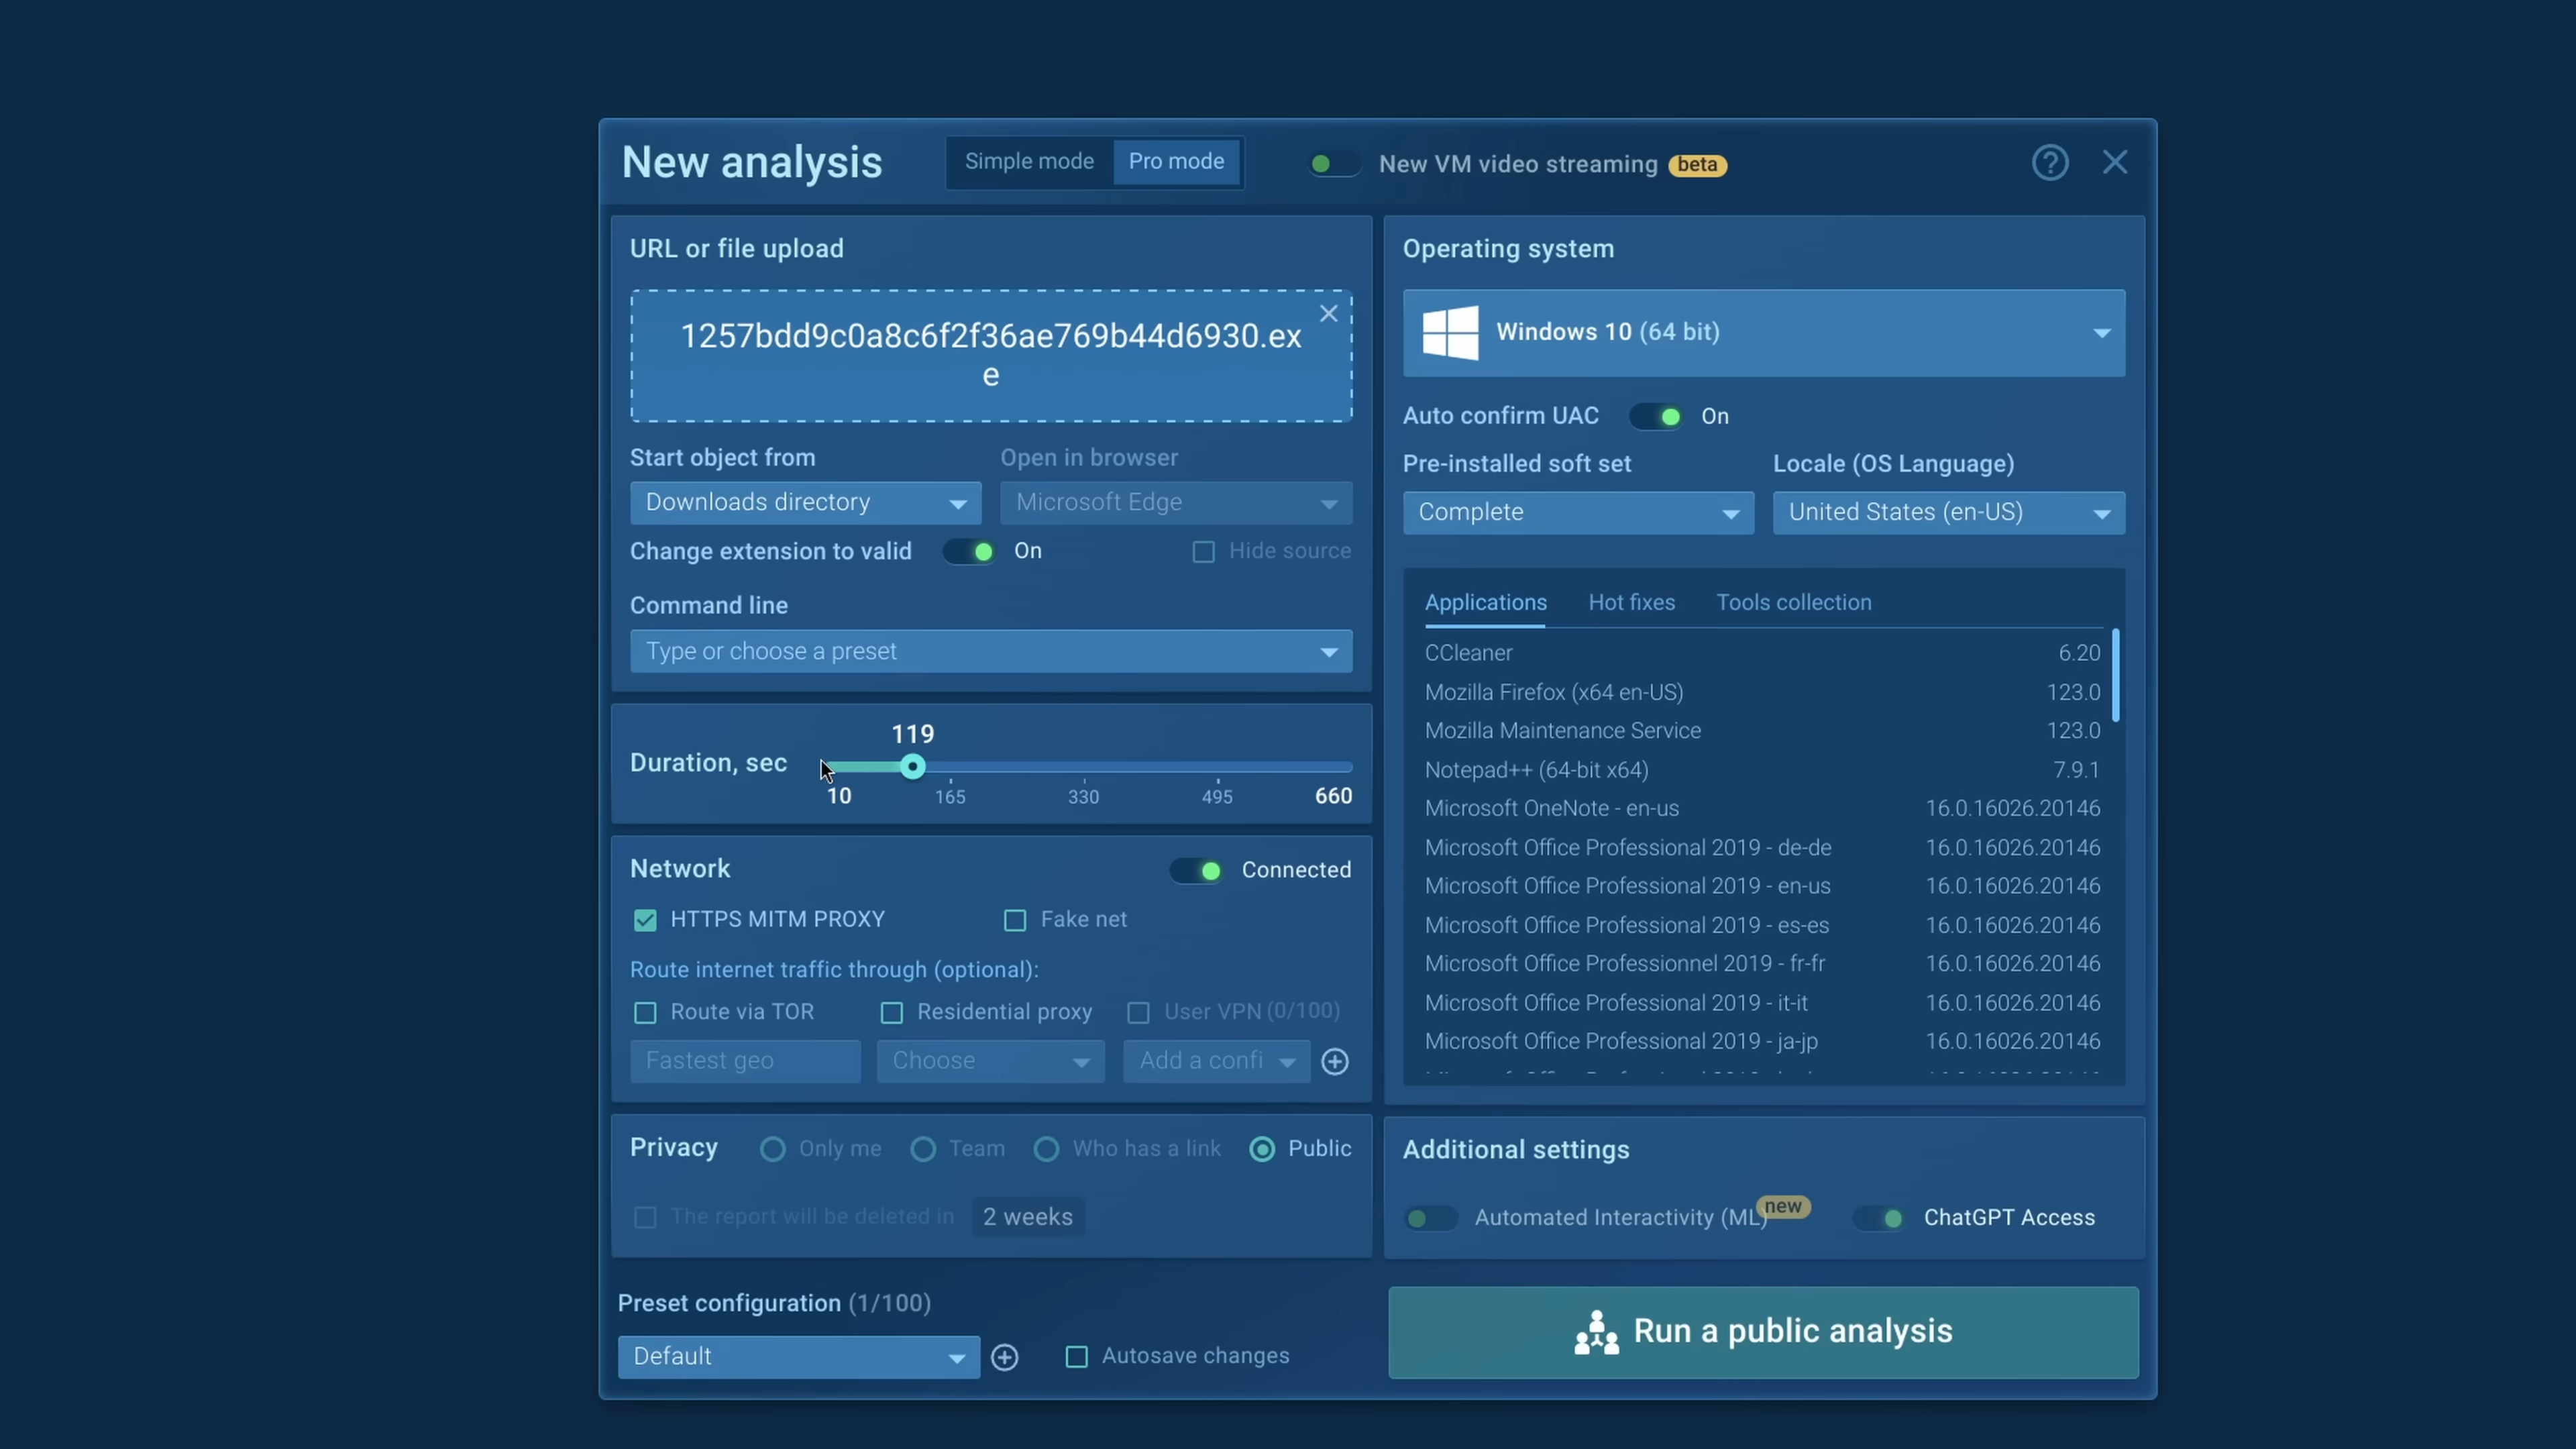 New analysis
Simple mode
Pro mode
New VM video streaming beta
URL or file upload
1257bdd9c0a8c6f2f36ae769b44d6930.ex
e
Start object from
Open in browser
Downloads directory
Microsoft Edge
Change extension to valid
On
Hide source
Command line
Type or choose a preset
119
Duration, sec
10
165
330
495
660
Network
Connected
HTTPS MITM PROXY
Fake net
Route internet traffic through (optional):
Route via TOR
Residential proxy
User VPN (0/100)
Fastest geo
Choose
Add a confi
Privacy
Only me
Team
Who has a link
Public
The report will be deleted in
2 weeks
Preset configuration (1/100)
Default
Autosave changes
Operating system
Windows 10 (64 bit)
Auto confirm UAC
On
Pre-installed soft set
Locale (OS Language)
Complete
United States (en-US)
Applications
Hot fixes
Tools collection
CCleaner 6.20
Mozilla Firefox (x64 en-US) 123.0
Mozilla Maintenance Service 123.0
Notepad++ (64-bit x64) 7.9.1
Microsoft OneNote - en-us 16.0.16026.20146
Microsoft Office Professional 2019 - de-de 16.0.16026.20146
Microsoft Office Professional 2019 - en-us 16.0.16026.20146
Microsoft Office Professional 2019 - es-es 16.0.16026.20146
Microsoft Office Professionnel 2019 - fr-fr 16.0.16026.20146
Microsoft Office Professional 2019 - it-it 16.0.16026.20146
Microsoft Office Professional 2019 - ja-jp 16.0.16026.20146
Additional settings
Automated Interactivity (ML) new
ChatGPT Access
Run a public analysis